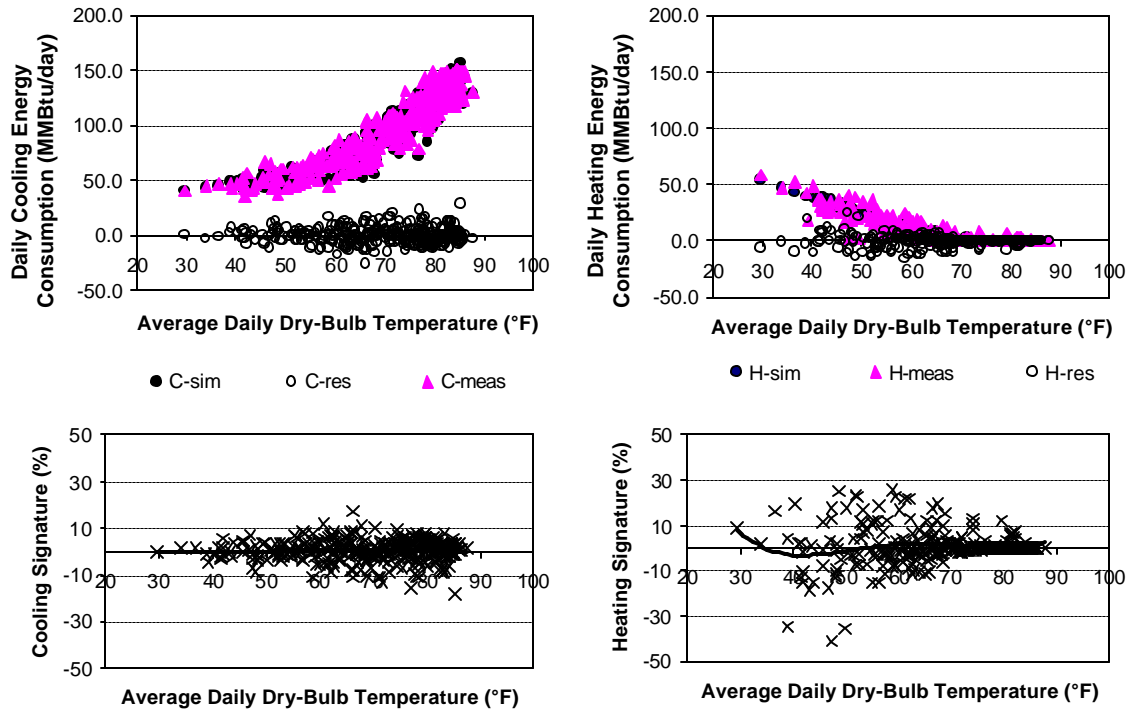 Daily Cooling Energy
Consumption (MMBtu/day)
200.0
150.0
100.0
50.0
0.0
-50.0
20 30 40 50 60 70 80 90 100
Average Daily Dry-Bulb Temperature (°F)
C-sim C-res C-meas
Daily Heating Energy
Consumption (MMBtu/day)
200.0
150.0
100.0
50.0
0.0
-50.0
20 30 40 50 60 70 80 90 100
Average Daily Dry-Bulb Temperature (°F)
H-sim H-meas H-res
Cooling Signature (%)
50
30
10
-10
-30
-50
20 30 40 50 60 70 80 90 100
Average Daily Dry-Bulb Temperature (°F)
Heating Signature (%)
50
30
10
-10
-30
-50
20 30 40 50 60 70 80 90 100
Average Daily Dry-Bulb Temperature (°F)